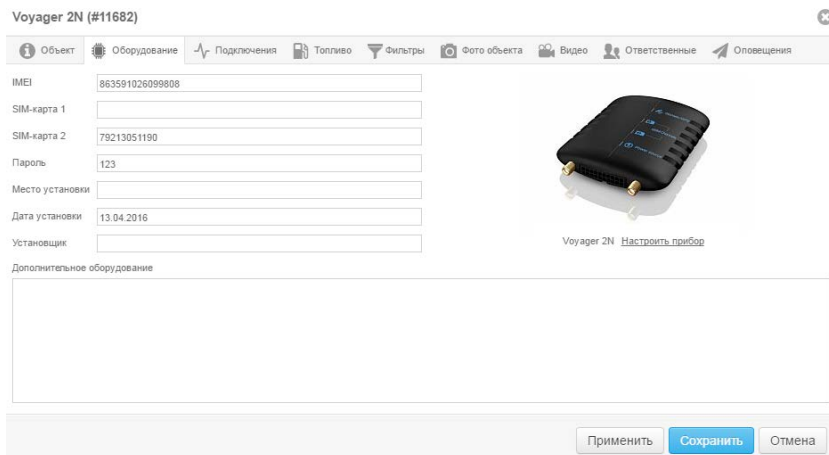 Voyager 2N (#11682)
Объект Оборудование Подключения Топливо Фильтры Фото объекта Видео Ответственные Оповещения
IMEI 863591026099808
SIM-карта 1
SIM-карта 2 79213051190
Пароль 123
Место установки
Дата установки 13.04.2016
Установщик
Voyager 2N Настроить прибор
Дополнительное оборудование
Применить Сохранить Отмена